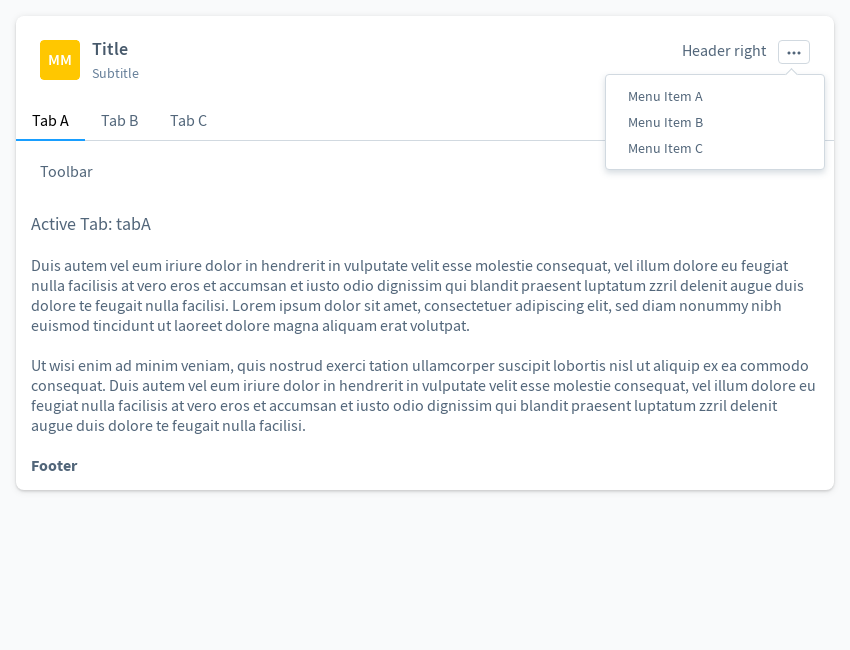 MM
Title
Subtitle
Header right
Menu Item A
Menu Item B
Menu Item C
Tab A
Tab B
Tab C
Toolbar
Active Tab: tabA
Duis autem vel eum iriure dolor in hendrerit in vulputate velit esse molestie consequat, vel illum dolore eu feugiat
nulla facilisis at vero eros et accumsan et iusto odio dignissim qui blandit praesent luptatum zzril delenit augue duis
dolore te feugait nulla facilisi. Lorem ipsum dolor sit amet, consectetuer adipiscing elit, sed diam nonummy nibh
euismod tincidunt ut laoreet dolore magna aliquam erat volutpat.
Ut wisi enim ad minim veniam, quis nostrud exerci tation ullamcorper suscipit lobortis nisl ut aliquip ex ea commodo
consequat. Duis autem vel eum iriure dolor in hendrerit in vulputate velit esse molestie consequat, vel illum dolore eu
feugiat nulla facilisis at vero eros et accumsan et iusto odio dignissim qui blandit praesent luptatum zzril delenit
augue duis dolore te feugait nulla facilisi.
Footer